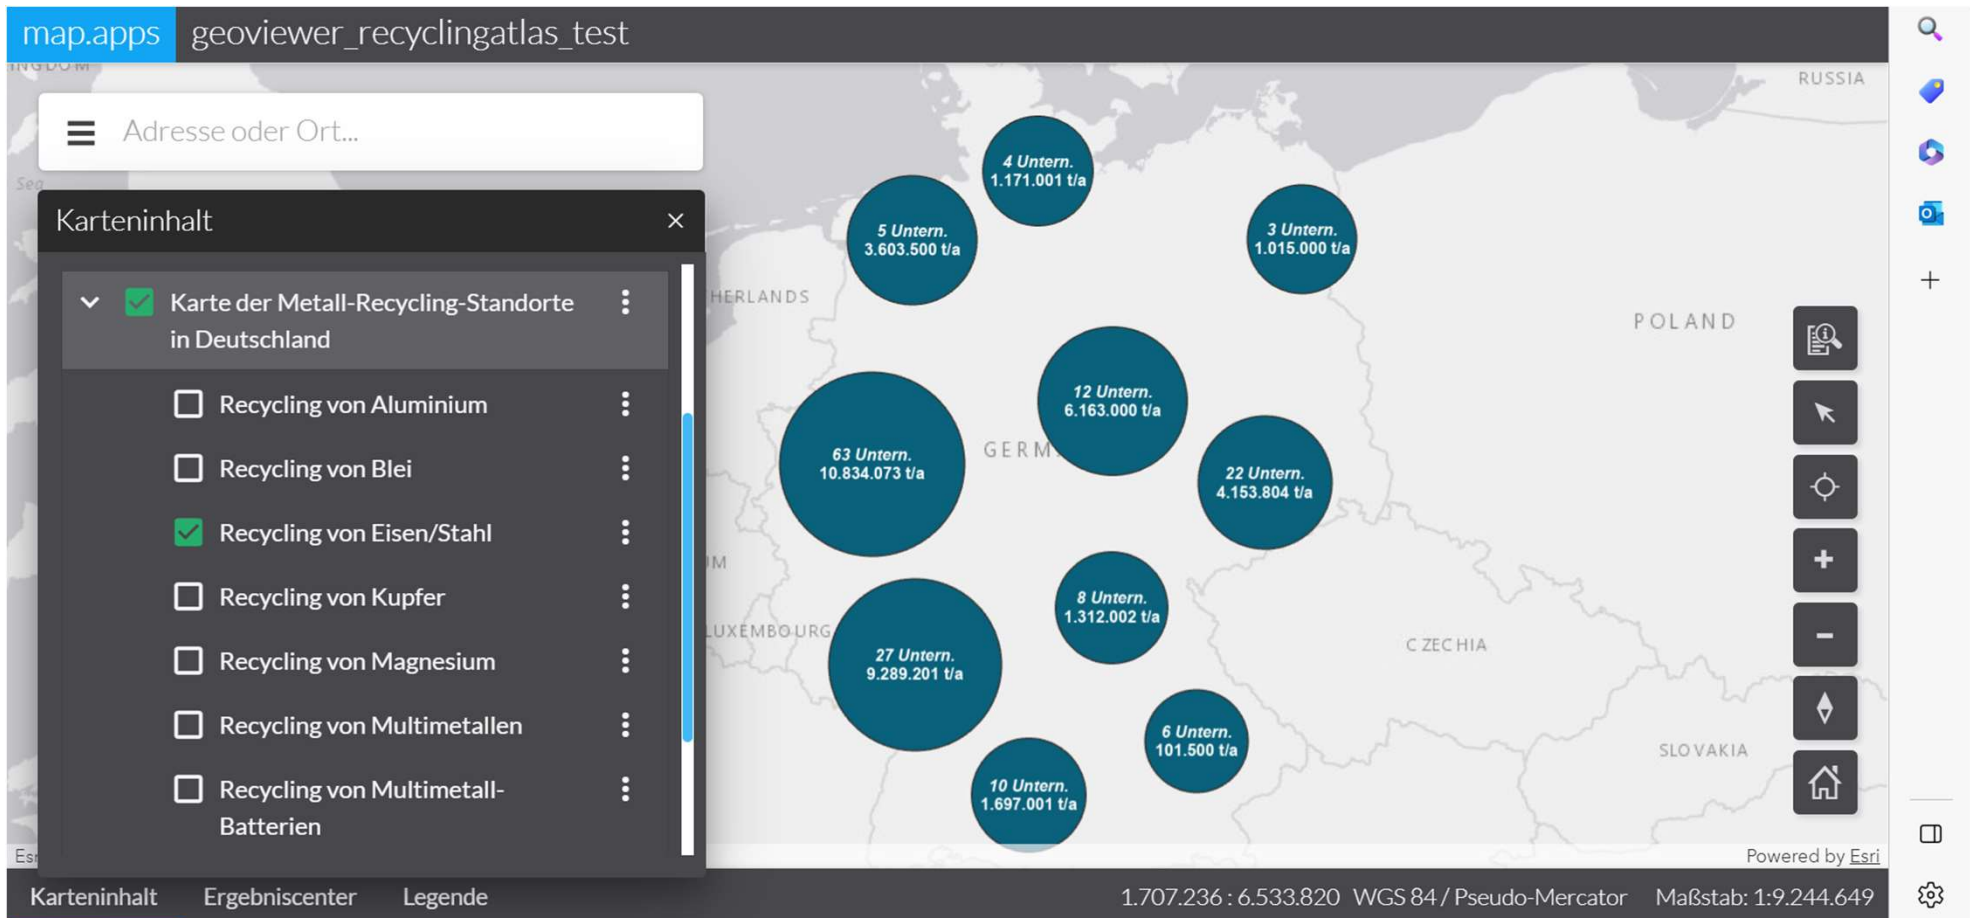 map.apps geoviewer_recyclingatlas_test
INGDOM
RUSSIA
Adresse oder Ort...
Sea
Karteninhalt
Karte der Metall-Recycling-Standorte
in Deutschland
Recycling von Aluminium
Recycling von Blei
Recycling von Eisen/Stahl
Recycling von Kupfer
Recycling von Magnesium
Recycling von Multimetallen
Recycling von Multimetall-
Batterien
4 Untern.
1.171.001 t/a
5 Untern.
3.603.500 t/a
3 Untern.
1.015.000 t/a
HERLANDS
POLAND
12 Untern.
6.163.000 t/a
GERM
63 Untern.
10.834.073 t/a
22 Untern.
4.153.804 t/a
UM
8 Untern.
1.312.002 t/a
LUXEMBOURG
CZECHIA
27 Untern.
9.289.201 t/a
6 Untern.
101.500 t/a
SLOVAKIA
10 Untern.
1.697.001 t/a
Esr
Powered by Esri
Karteninhalt Ergebniscenter Legende
1.707.236 : 6.533.820 WGS 84 / Pseudo-Mercator Maßstab: 1:9.244.649